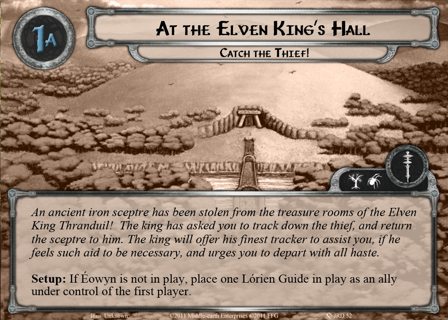 1A
At the Elven King's Hall
Catch the Thief!
An ancient iron sceptre has been stolen from the treasure rooms of the Elven
King Thranduil! The king has asked you to track down the thief, and return
the sceptre to him. The king will offer his finest tracker to assist you, if he
feels such aid to be necessary, and urges you to depart with all haste.
Setup: If Éowyn is not in play, place one Lórien Guide in play as an ally
under control of the first player.
Illus. Unknown
©2011 Middle-earth Enterprises ©2011 FFG